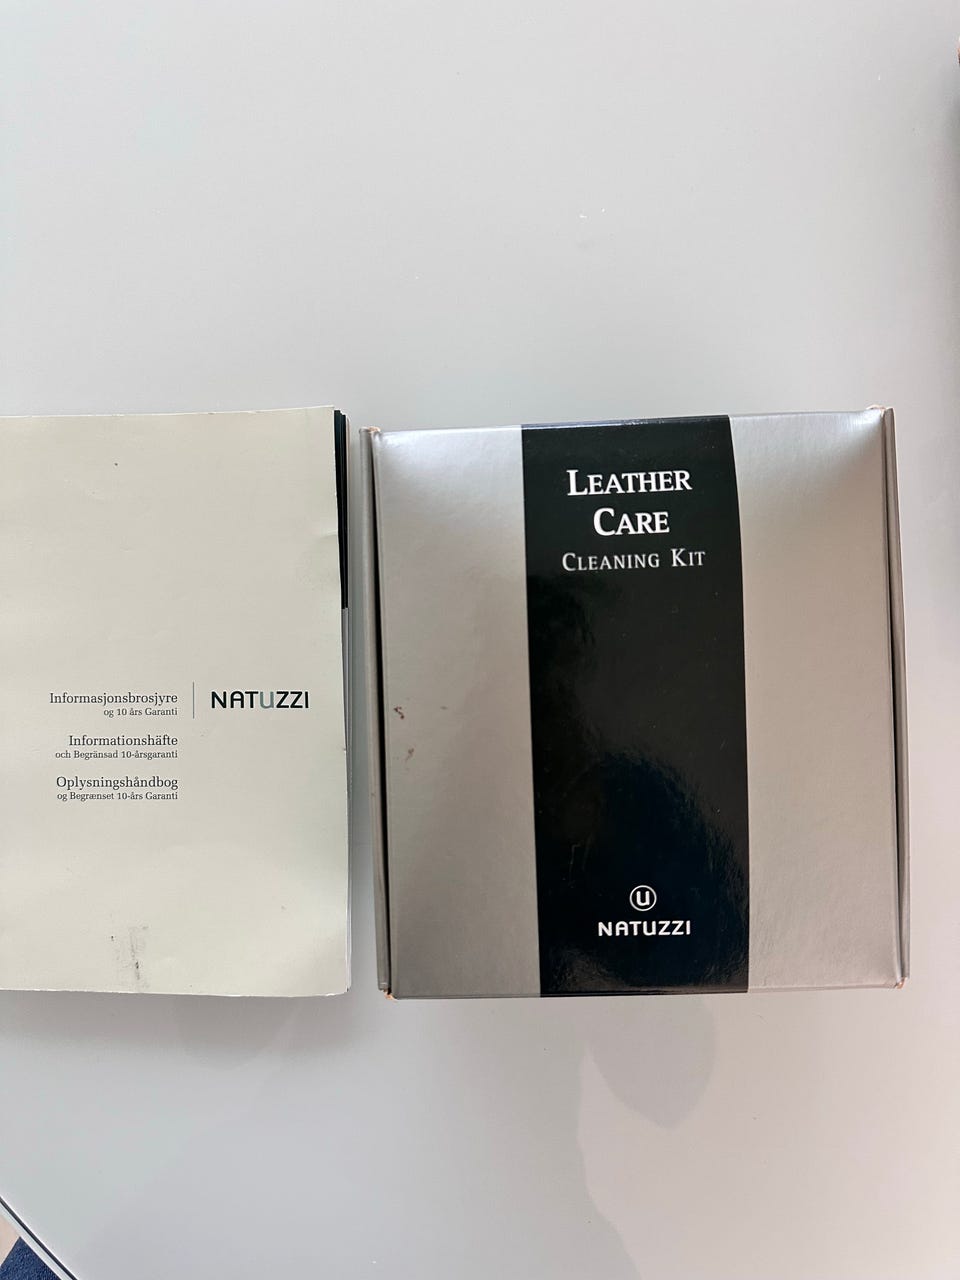 Informasjonsbrosjyre
og 10 års Garanti
Informationshäfte
och Begränsad 10-årsgaranti
Oplysningshåndbog
og Begrænset 10-års Garanti
NATUZZI
LEATHER
CARE
CLEANING KIT
U
NATUZZI